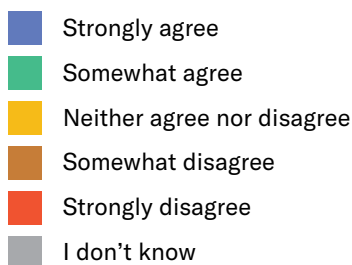 Strongly agree
Somewhat agree
Neither agree nor disagree
Somewhat disagree
Strongly disagree
I don’t know